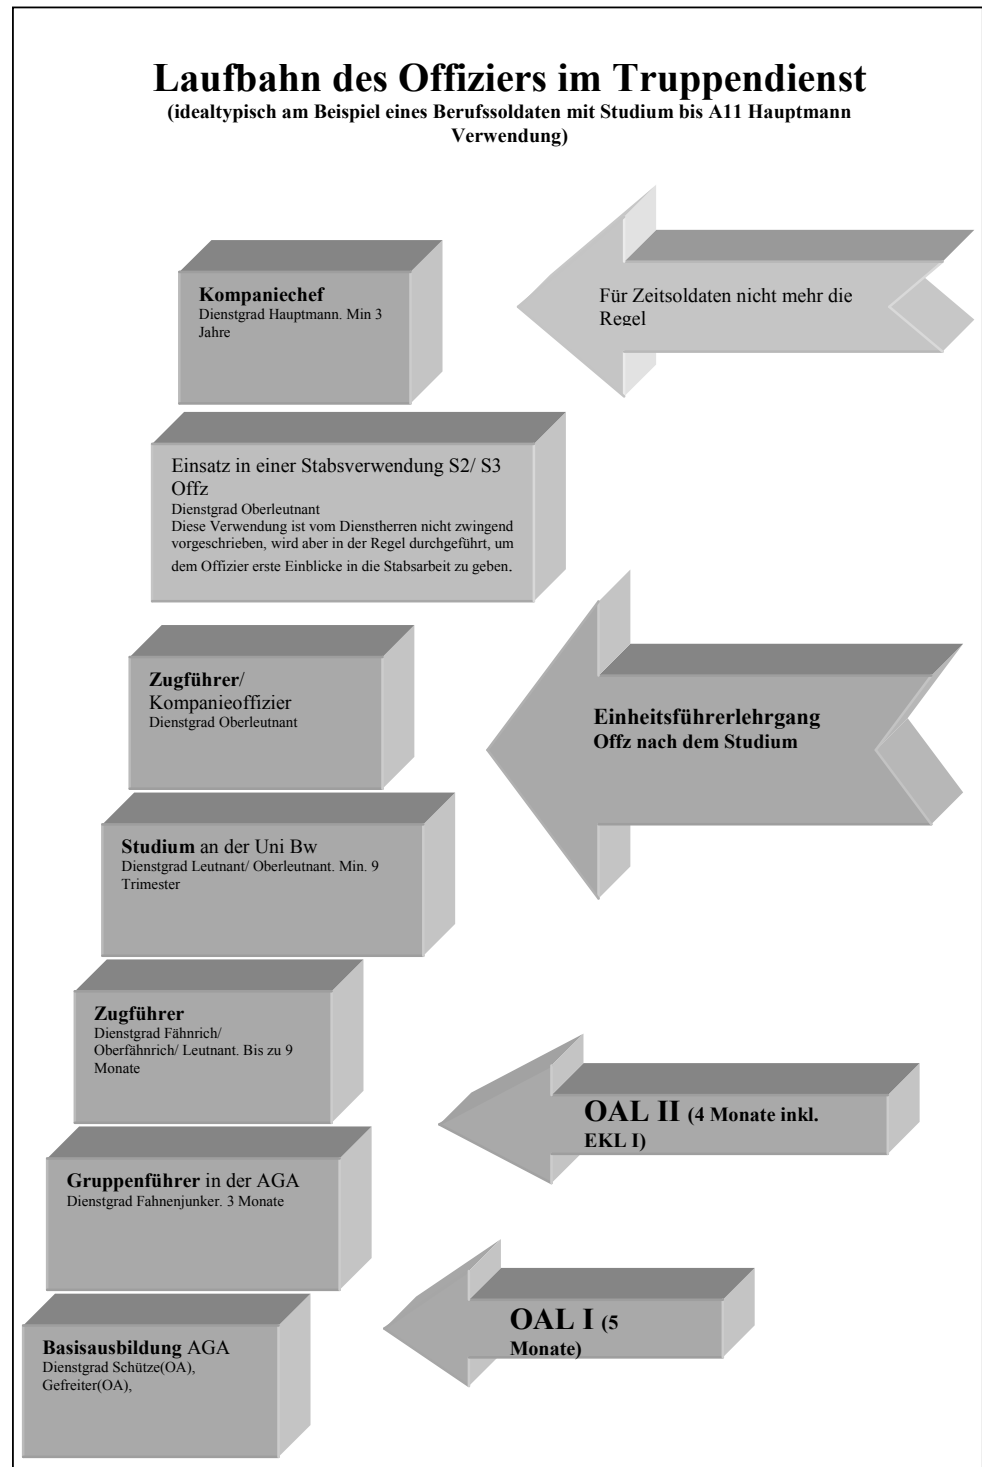 Laufbahn des Offiziers im Truppendienst
(idealtypisch am Beispiel eines Berufssoldaten mit Studium bis A11 Hauptmann
Verwendung)
Kompaniechef
Dienstgrad Hauptmann. Min 3
Jahre
Für Zeitsoldaten nicht mehr die
Regel
Einsatz in einer Stabsverwendung S2/ S3
Offz
Dienstgrad Oberleutnant
Diese Verwendung ist vom Dienstherren nicht zwingend
vorgeschrieben, wird aber in der Regel durchgeführt, um
dem Offizier erste Einblicke in die Stabsarbeit zu geben.
Zugführer/
Kompanieoffizier
Dienstgrad Oberleutnant
Einheitsführerlehrgang
Offz nach dem Studium
Studium an der Uni Bw
Dienstgrad Leutnant/ Oberleutnant. Min. 9
Trimester
Zugführer
Dienstgrad Fähnrich/
Oberfähnrich/ Leutnant. Bis zu 9
Monate
OAL II (4 Monate inkl.
EKL I)
Gruppenführer in der AGA
Dienstgrad Fahnenjunker. 3 Monate
OAL I (5
Monate)
Basisausbildung AGA
Dienstgrad Schütze(OA),
Gefreiter(OA),